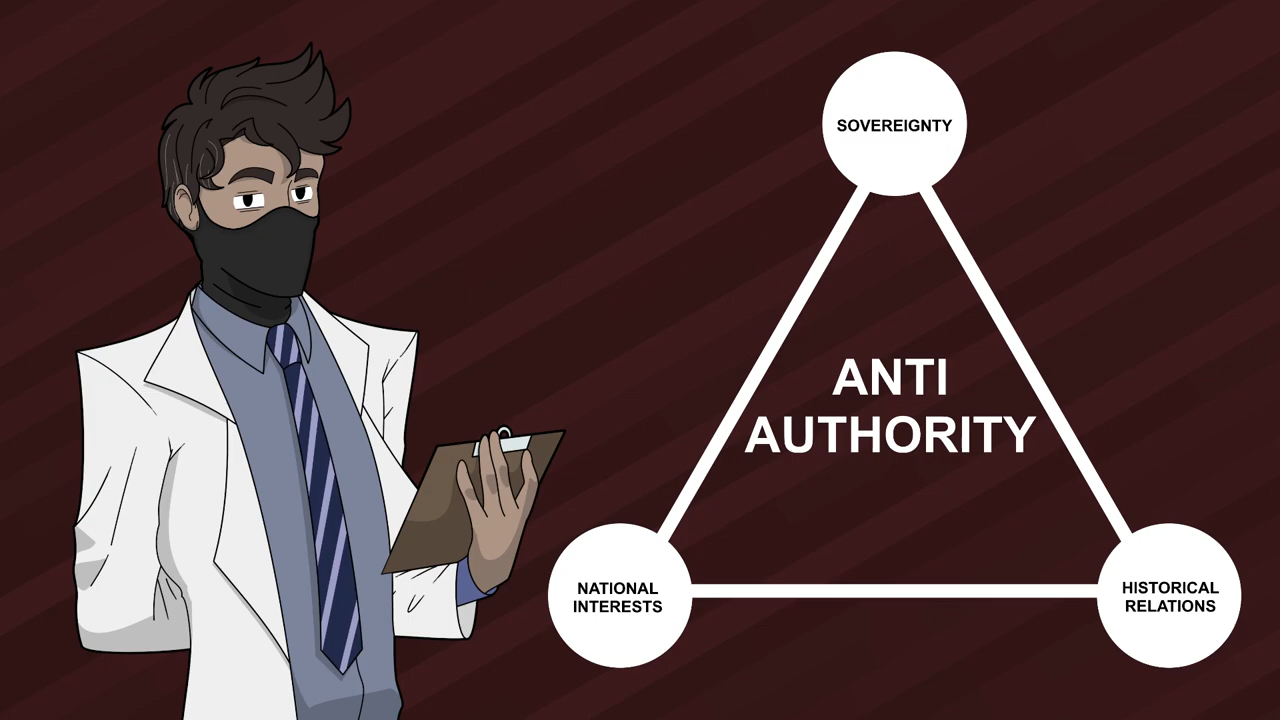 SOVEREIGNTY
ANTI
AUTHORITY
NATIONAL
INTERESTS
HISTORICAL
RELATIONS